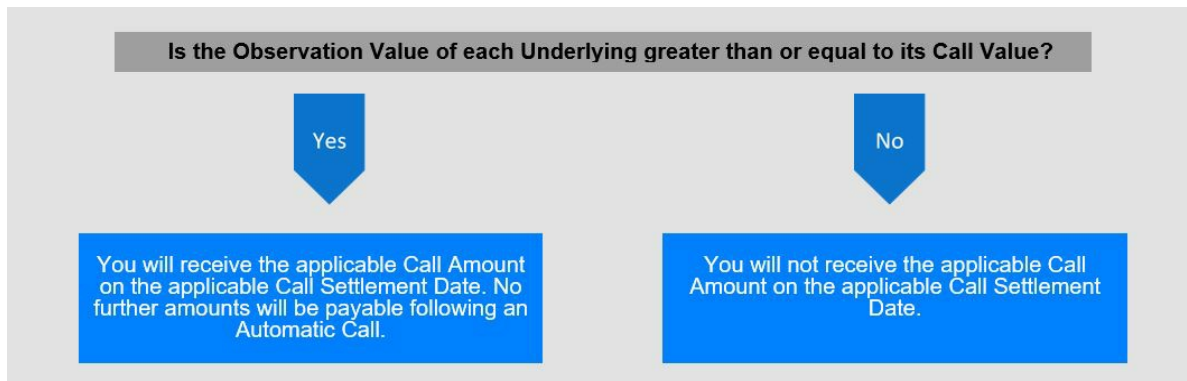 Is the Observation Value of each Underlying greater than or equal to its Call Value?
Yes
No
You will receive the applicable Call Amount
on the applicable Call Settlement Date. No
further amounts will be payable following an
Automatic Call.
You will not receive the applicable Call
Amount on the applicable Call Settlement
Date.